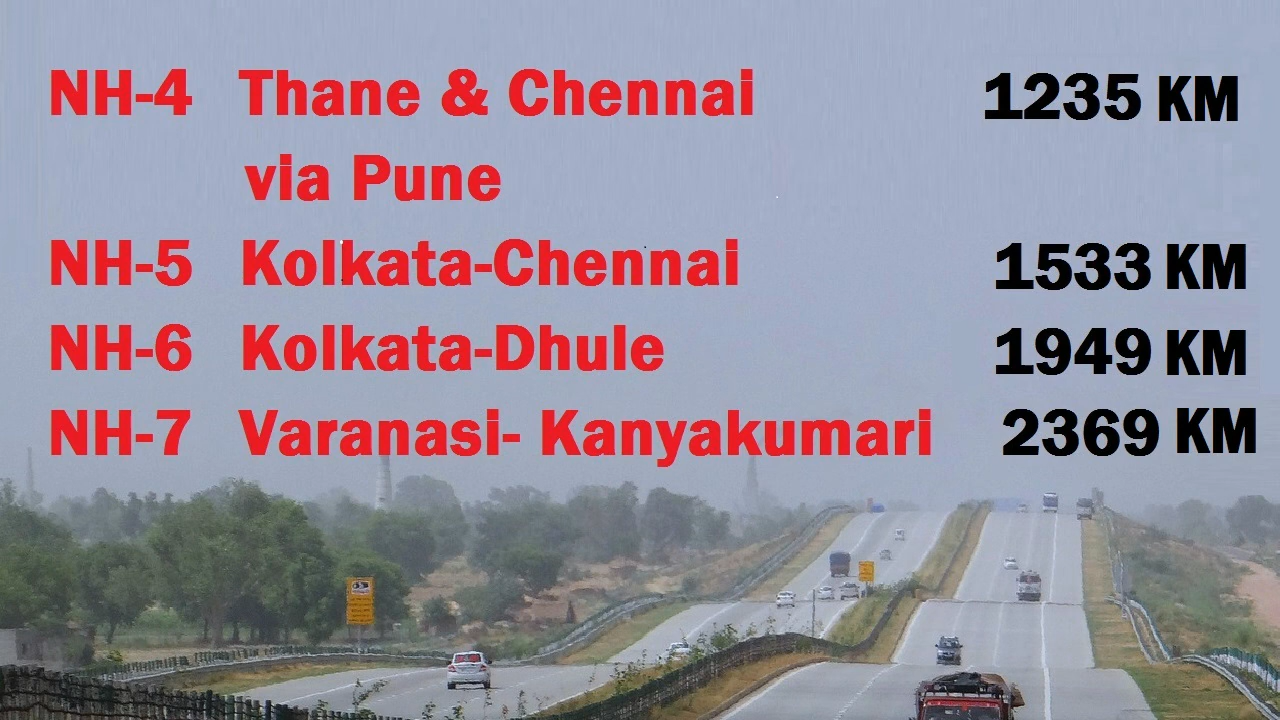 NH-4 Thane & Chennai 1235 KM
via Pune
NH-5 Kolkata-Chennai 1533 KM
NH-6 Kolkata-Dhule 1949 KM
NH-7 Varanasi- Kanyakumari 2369 KM